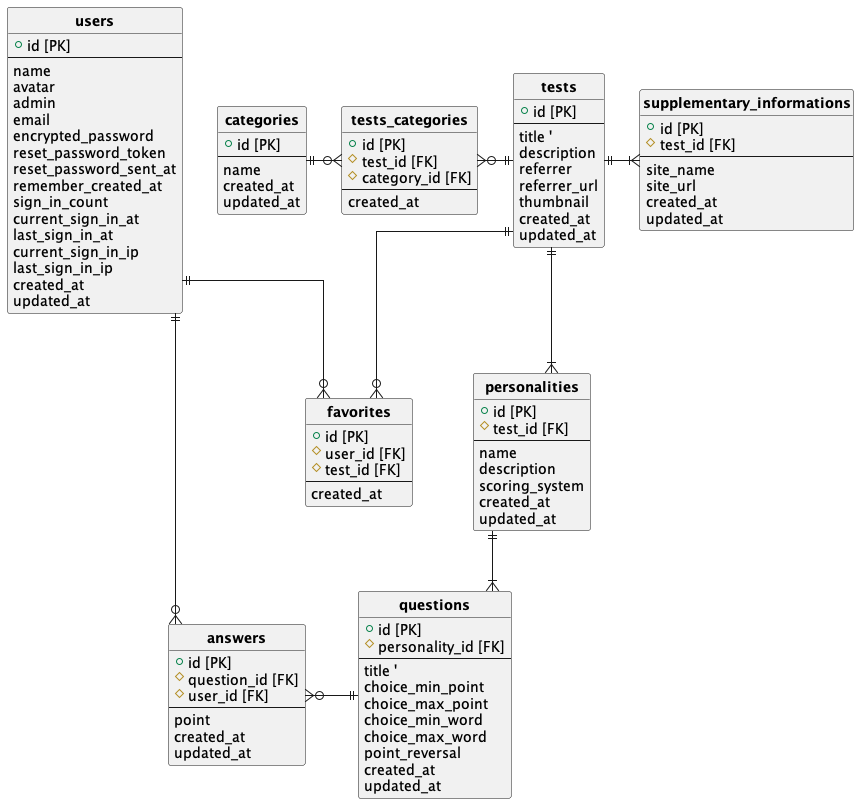 users
id [PK]
name
avatar
admin
email
encrypted_password
reset_password_token
reset_password_sent_at
remember_created_at
sign_in_count
current_sign_in_at
last_sign_in_at
current_sign_in_ip
last_sign_in_ip
created_at
updated_at
categories
id [PK]
name
created_at
updated_at
tests_categories
id [PK]
test_id [FK]
category_id [FK]
created_at
tests
id [PK]
title '
description
referrer
referrer_url
thumbnail
created_at
updated_at
supplementary_informations
id [PK]
test_id [FK]
site_name
site_url
created_at
updated_at
favorites
id [PK]
user_id [FK]
test_id [FK]
created_at
personalities
id [PK]
test_id [FK]
name
description
scoring_system
created_at
updated_at
answers
id [PK]
question_id [FK]
user_id [FK]
point
created_at
updated_at
questions
id [PK]
personality_id [FK]
title '
choice_min_point
choice_max_point
choice_min_word
choice_max_word
point_reversal
created_at
updated_at